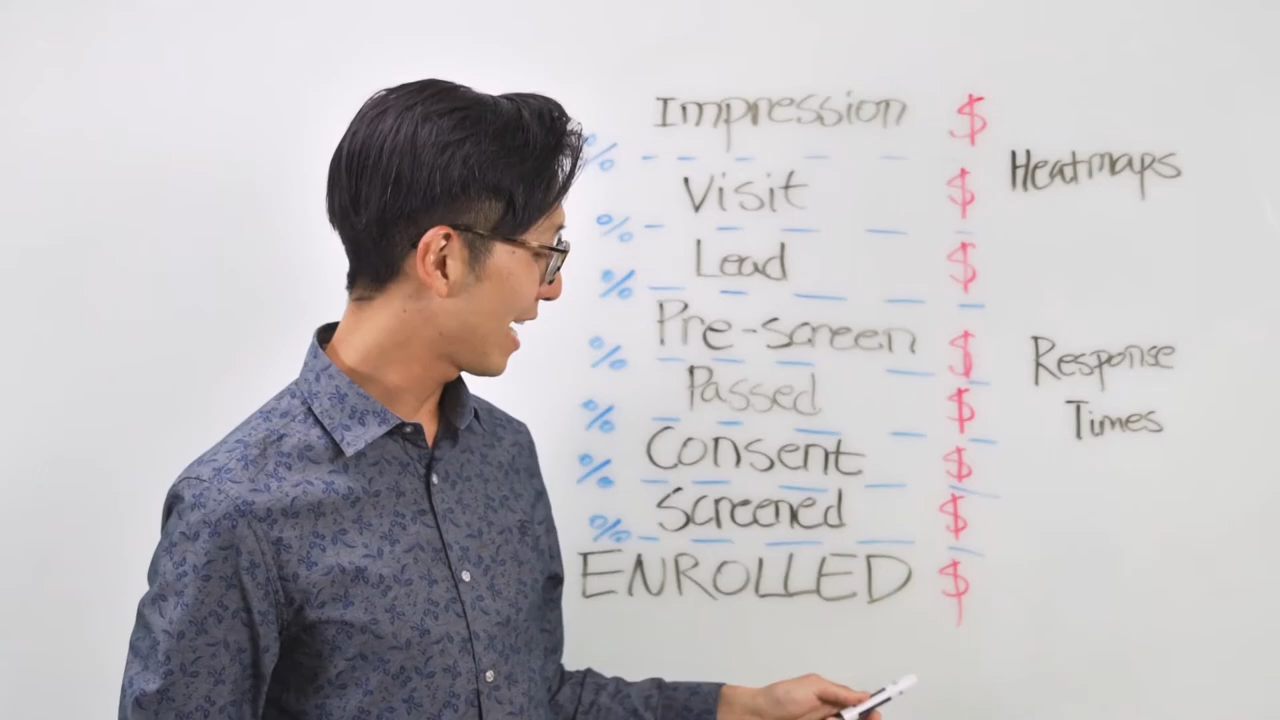 Impression $
%
Heatmaps
Visit $
%
Lead $
%
Pre-screen $
Response
Times
%
Passed $
%
Consent $
%
Screened $
%
ENROLLED $